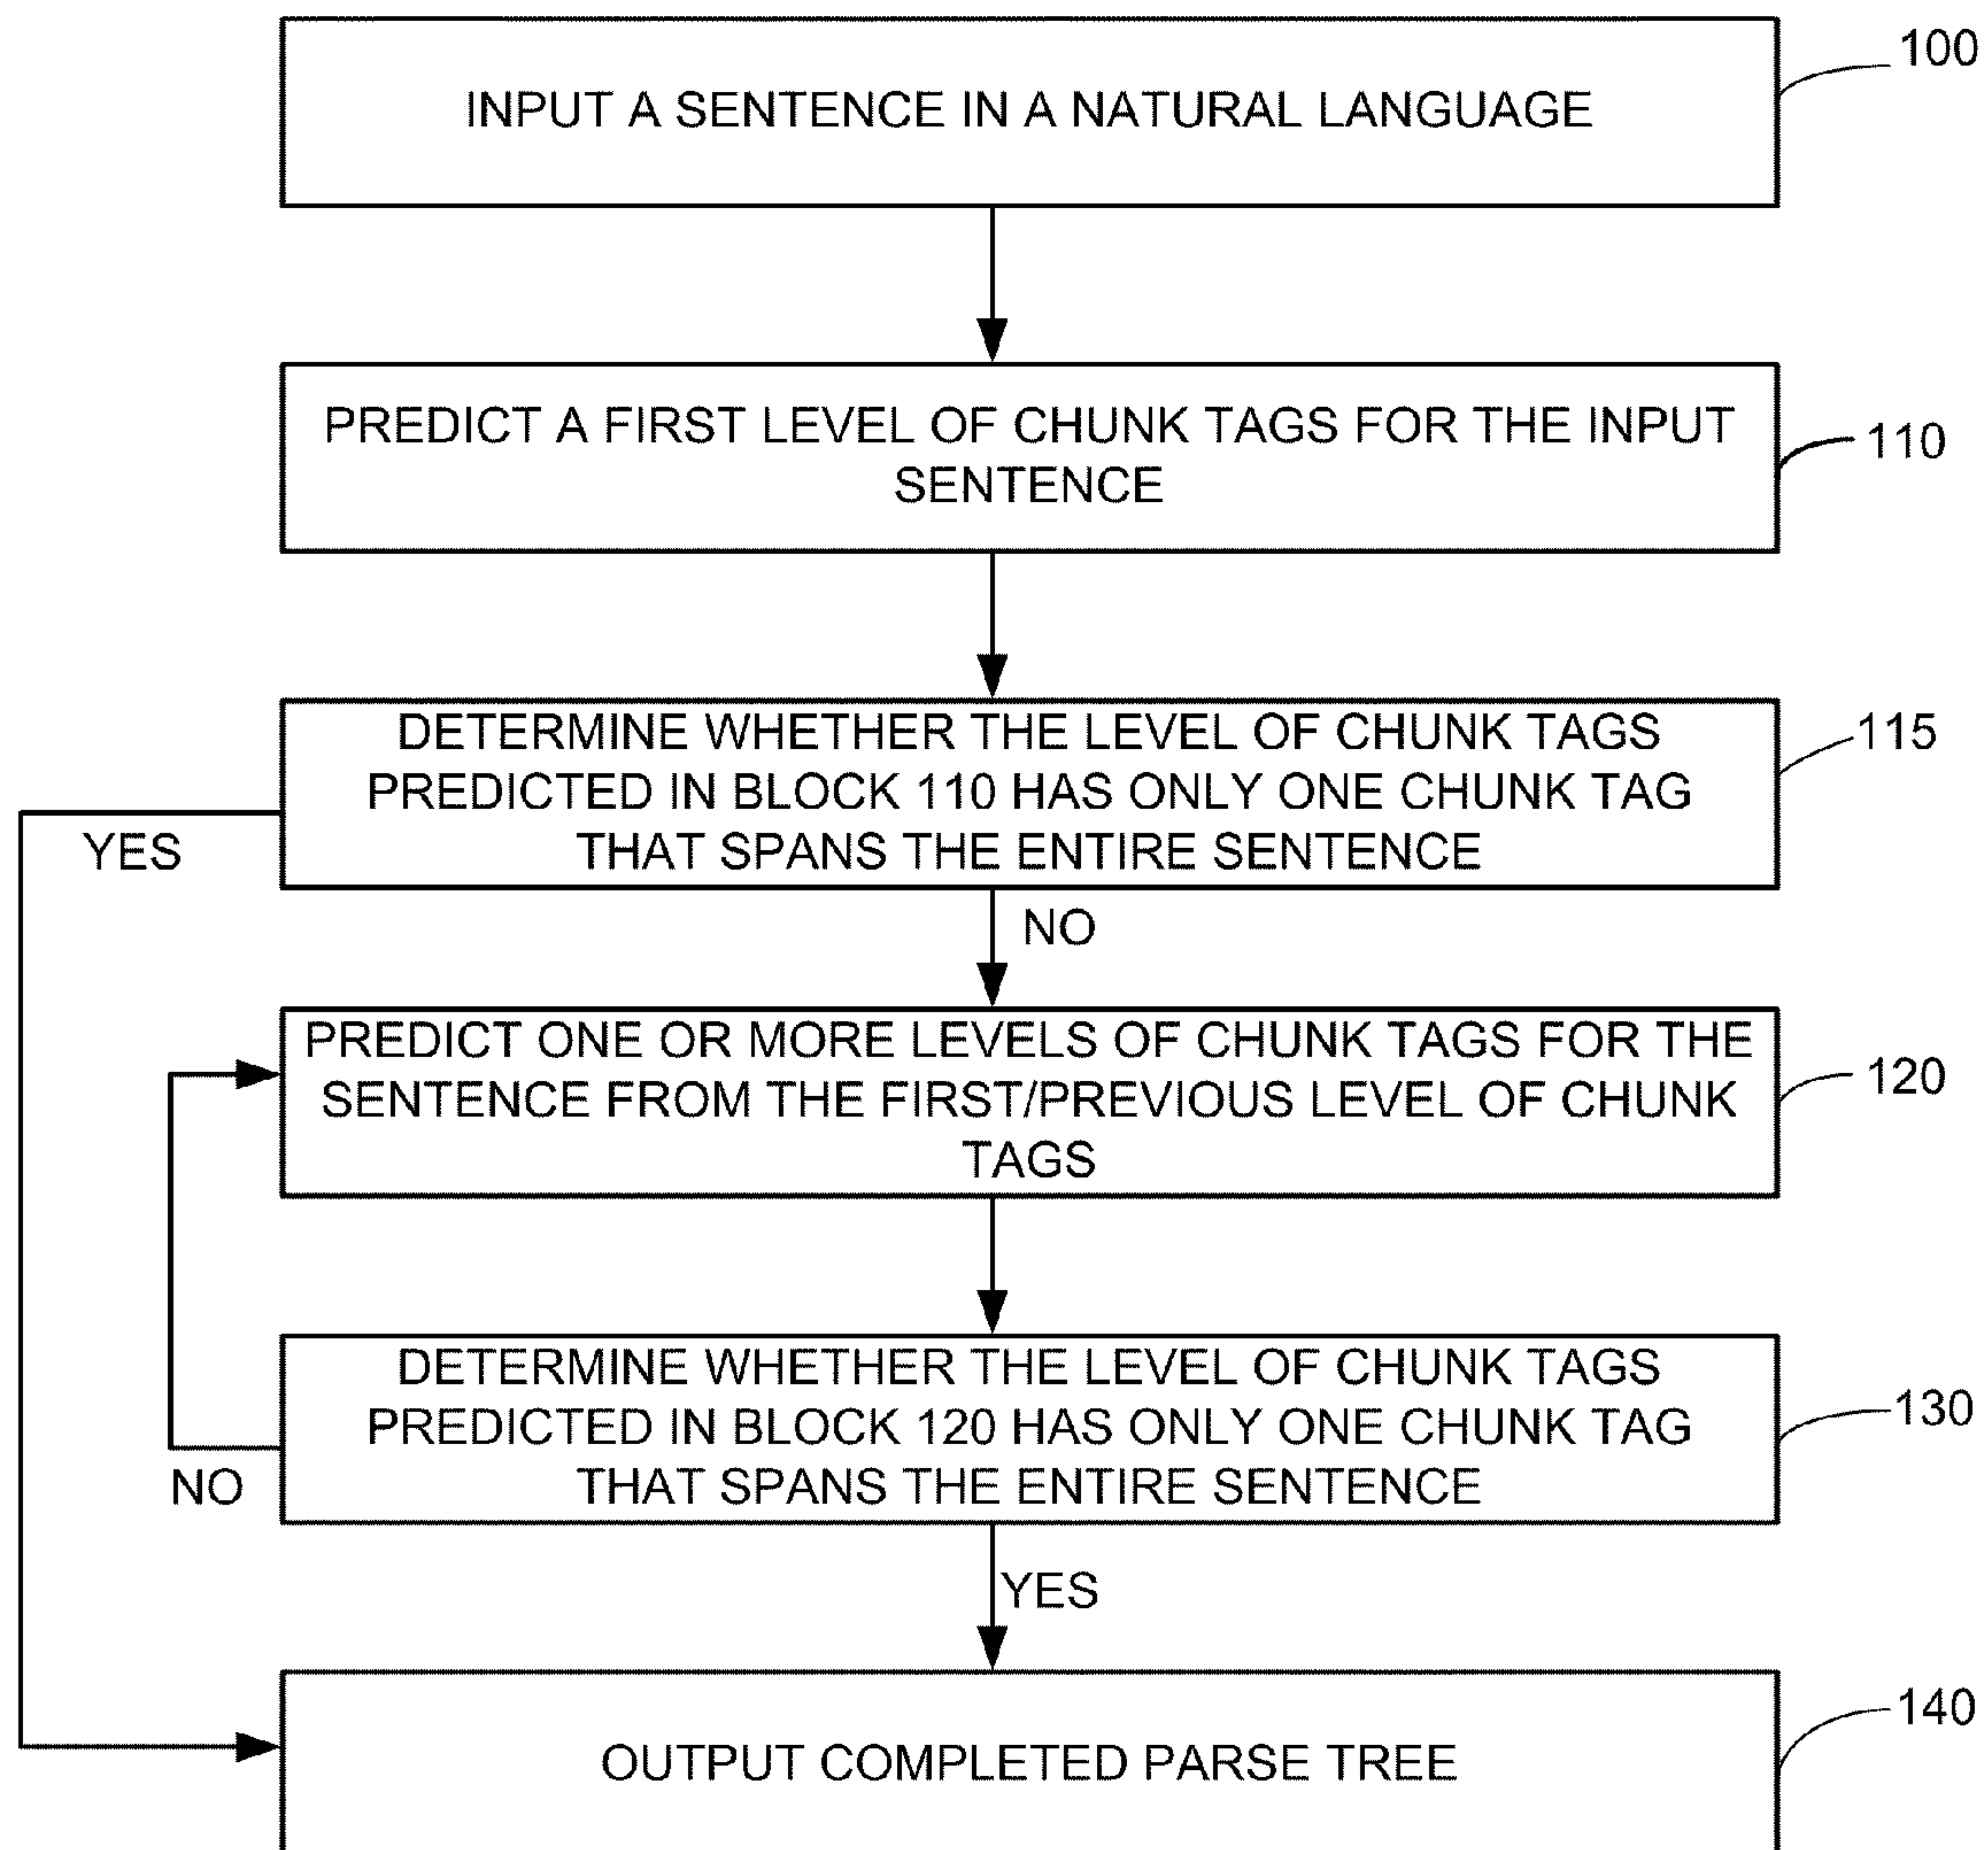 100
INPUT A SENTENCE IN A NATURAL LANGUAGE
PREDICT A FIRST LEVEL OF CHUNK TAGS FOR THE INPUT
SENTENCE
110
DETERMINE WHETHER THE LEVEL OF CHUNK TAGS
PREDICTED IN BLOCK 110 HAS ONLY ONE CHUNK TAG
THAT SPANS THE ENTIRE SENTENCE
115
YES
NO
PREDICT ONE OR MORE LEVELS OF CHUNK TAGS FOR THE
SENTENCE FROM THE FIRST/PREVIOUS LEVEL OF CHUNK
TAGS
120
DETERMINE WHETHER THE LEVEL OF CHUNK TAGS
PREDICTED IN BLOCK 120 HAS ONLY ONE CHUNK TAG
THAT SPANS THE ENTIRE SENTENCE
130
NO
YES
140
OUTPUT COMPLETED PARSE TREE